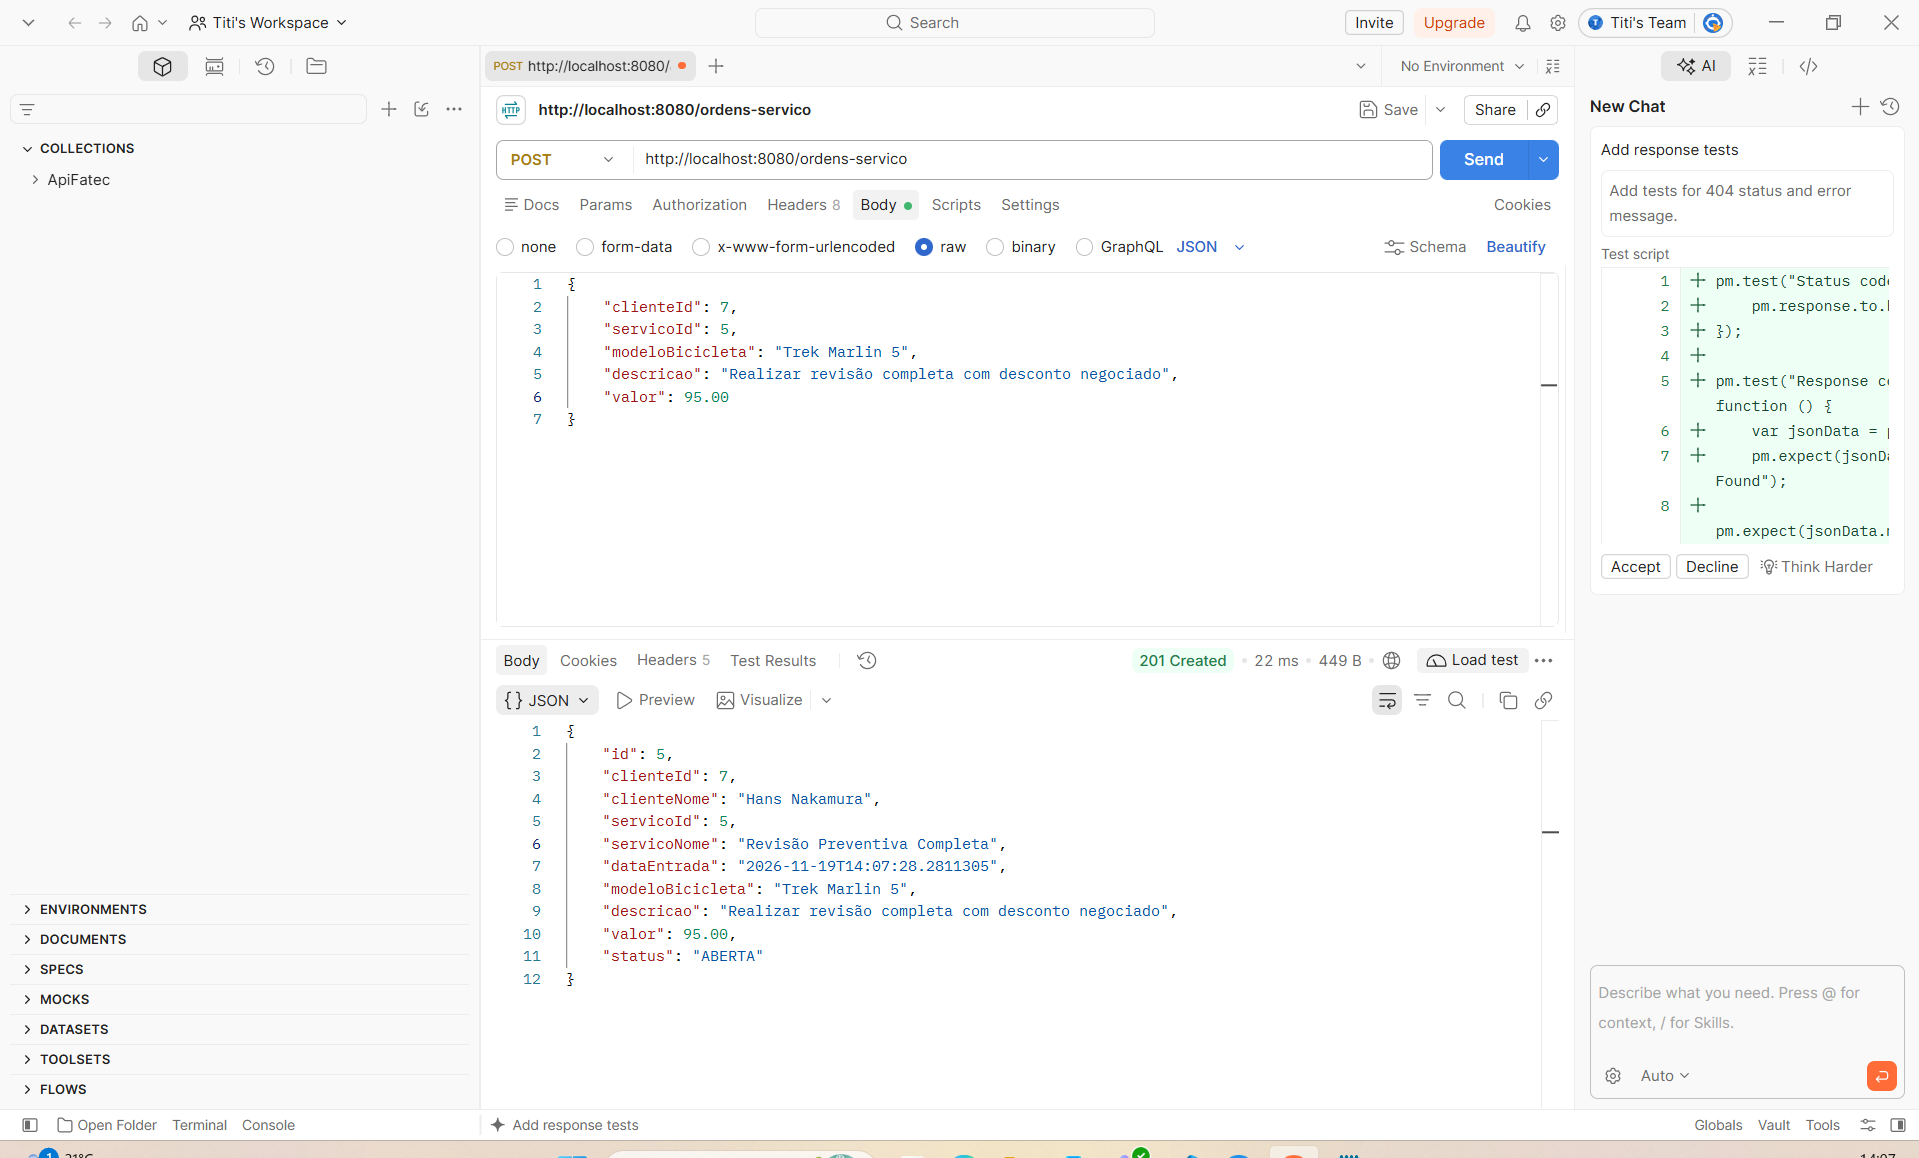 Titi's Workspace
Search
Invite
Upgrade
Titi's Team
POST http://localhost:8080/
No Environment
AI
http://localhost:8080/ordens-servico
Save
Share
New Chat
COLLECTIONS
ApiFatec
POST
http://localhost:8080/ordens-servico
Send
Add response tests
Add tests for 404 status and error
message.
Docs
Params
Authorization
Headers 8
Body
Scripts
Settings
Cookies
none
form-data
x-www-form-urlencoded
raw
binary
GraphQL
JSON
Schema
Beautify
1 {
2 "clienteId": 7,
3 "servicoId": 5,
4 "modeloBicicleta": "Trek Marlin 5",
5 "descricao": "Realizar revisão completa com desconto negociado",
6 "valor": 95.00
7 }
Test script
1 + pm.test("Status cod
2 + pm.response.to.
3 + });
4 +
5 + pm.test("Response c
function () {
6 + var jsonData =
7 + pm.expect(jsonD
Found");
8 +
pm.expect(jsonData.
Accept
Decline
Think Harder
Body
Cookies
Headers 5
Test Results
201 Created
22 ms
449 B
Load test
{} JSON
Preview
Visualize
1 {
2 "id": 5,
3 "clienteId": 7,
4 "clienteNome": "Hans Nakamura",
5 "servicoId": 5,
6 "servicoNome": "Revisão Preventiva Completa",
7 "dataEntrada": "2026-11-19T14:07:28.2811305",
8 "modeloBicicleta": "Trek Marlin 5",
9 "descricao": "Realizar revisão completa com desconto negociado",
10 "valor": 95.00,
11 "status": "ABERTA"
12 }
ENVIRONMENTS
DOCUMENTS
SPECS
MOCKS
DATASETS
TOOLSETS
FLOWS
Describe what you need. Press @ for
context, / for Skills.
Auto
Open Folder
Terminal
Console
Add response tests
Globals
Vault
Tools
1